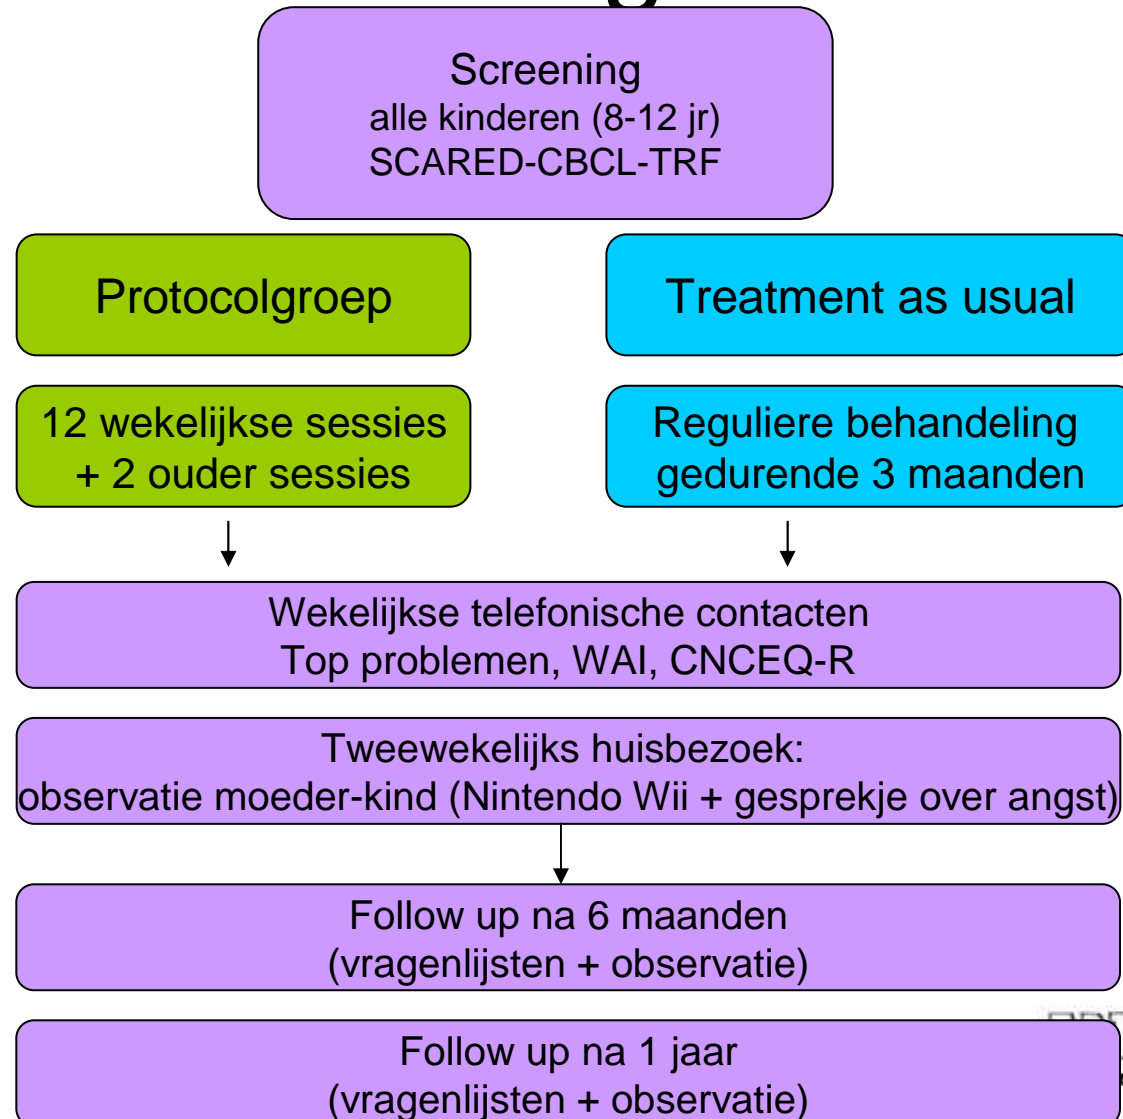 Screening
alle kinderen (8-12 jr)
SCARED-CBCL-TRF
Protocolgroep
Treatment as usual
12 wekelijkse sessies
+ 2 ouder sessies
Reguliere behandeling
gedurende 3 maanden
Wekelijkse telefonische contacten
Top problemen, WAI, CNCEQ-R
Tweewekelijks huisbezoek:
observatie moeder-kind (Nintendo Wii + gesprekje over angst)
Follow up na 6 maanden
(vragenlijsten + observatie)
Follow up na 1 jaar
(vragenlijsten + observatie)